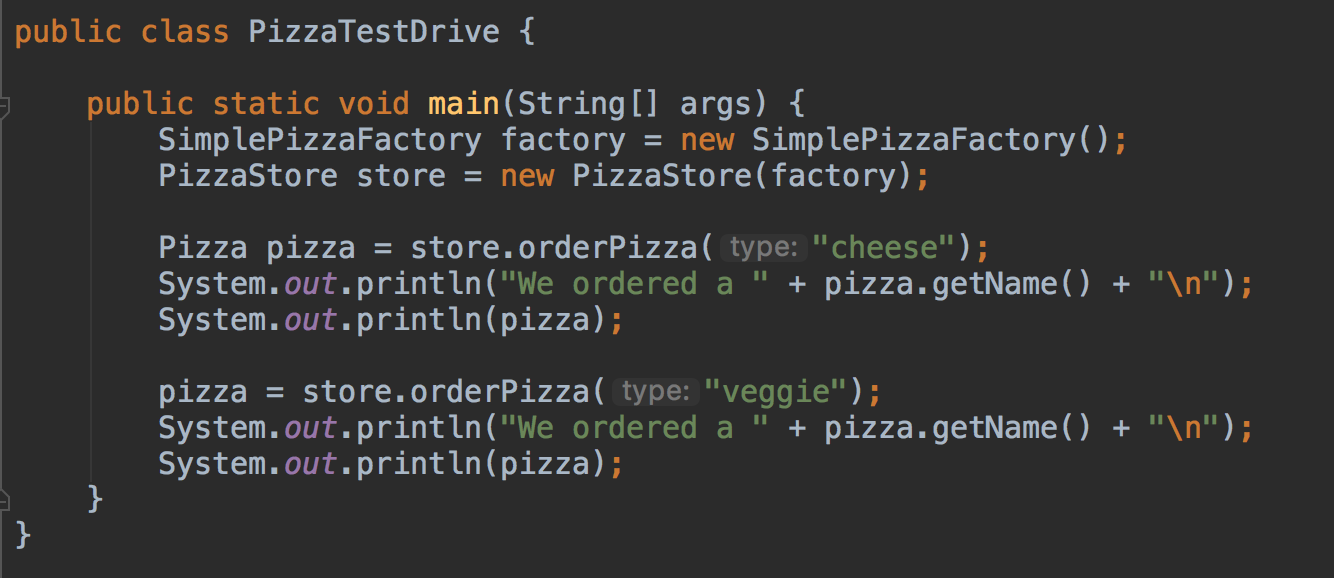 public class PizzaTestDrive {
    public static void main(String[] args) {
        SimplePizzaFactory factory = new SimplePizzaFactory();
        PizzaStore store = new PizzaStore(factory);
        Pizza pizza = store.orderPizza( type: "cheese");
        System.out.println("We ordered a " + pizza.getName() + "\n");
        System.out.println(pizza);
        pizza = store.orderPizza( type: "veggie");
        System.out.println("We ordered a " + pizza.getName() + "\n");
        System.out.println(pizza);
    }
}